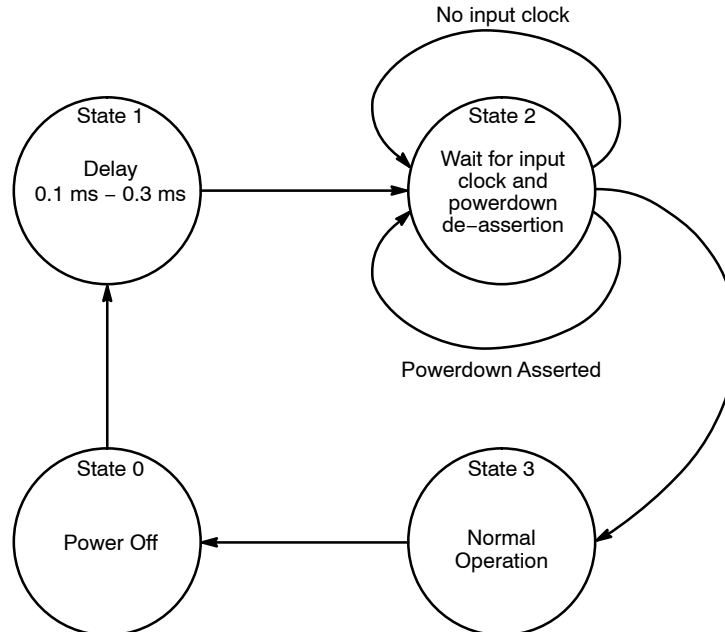 No input clock
State 1
Delay
0.1 ms – 0.3 ms
State 2
Wait for input
clock and
powerdown
de–assertion
Powerdown Asserted
State 0
Power Off
State 3
Normal
Operation